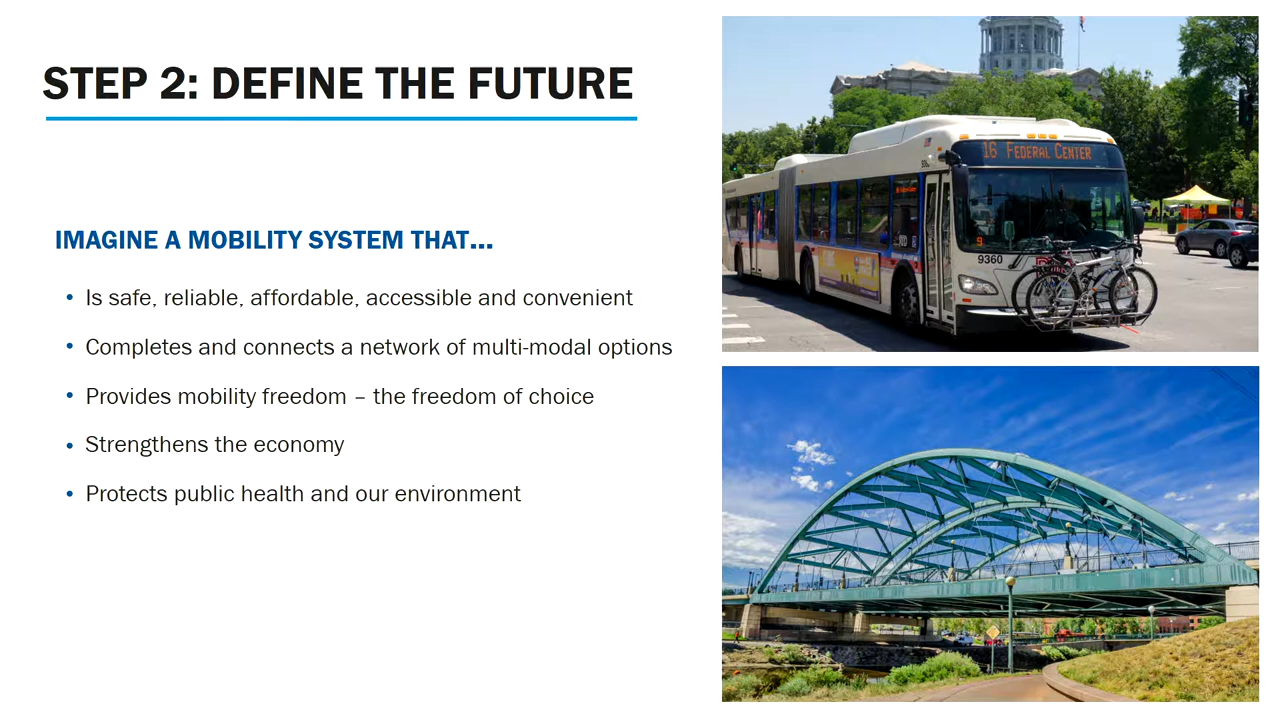 STEP 2: DEFINE THE FUTURE
IMAGINE A MOBILITY SYSTEM THAT...
• Is safe, reliable, affordable, accessible and convenient
• Completes and connects a network of multi-modal options
• Provides mobility freedom – the freedom of choice
• Strengthens the economy
• Protects public health and our environment
16 FEDERAL CENTER
9360